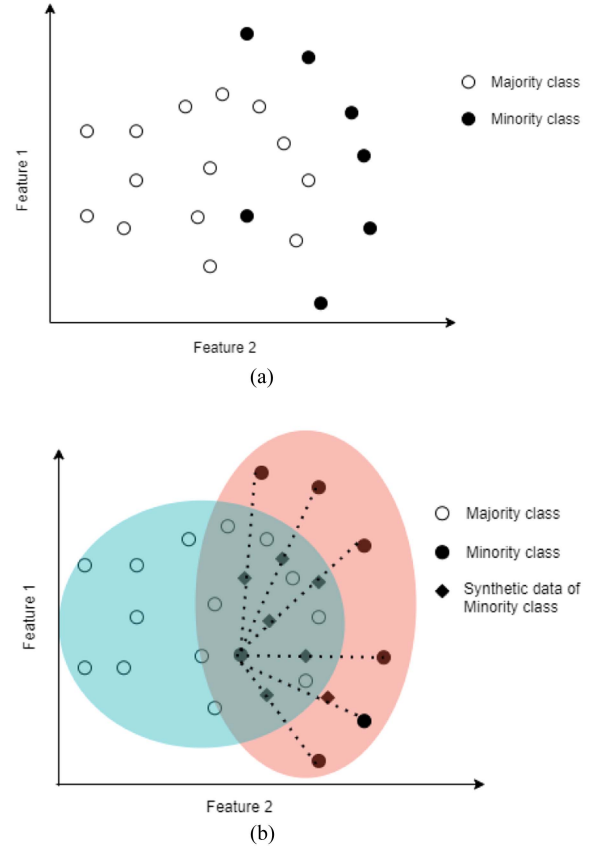 Majority class
Minority class
Feature 1
Feature 2
(a)
Majority class
Minority class
Synthetic data of
Minority class
Feature 1
Feature 2
(b)